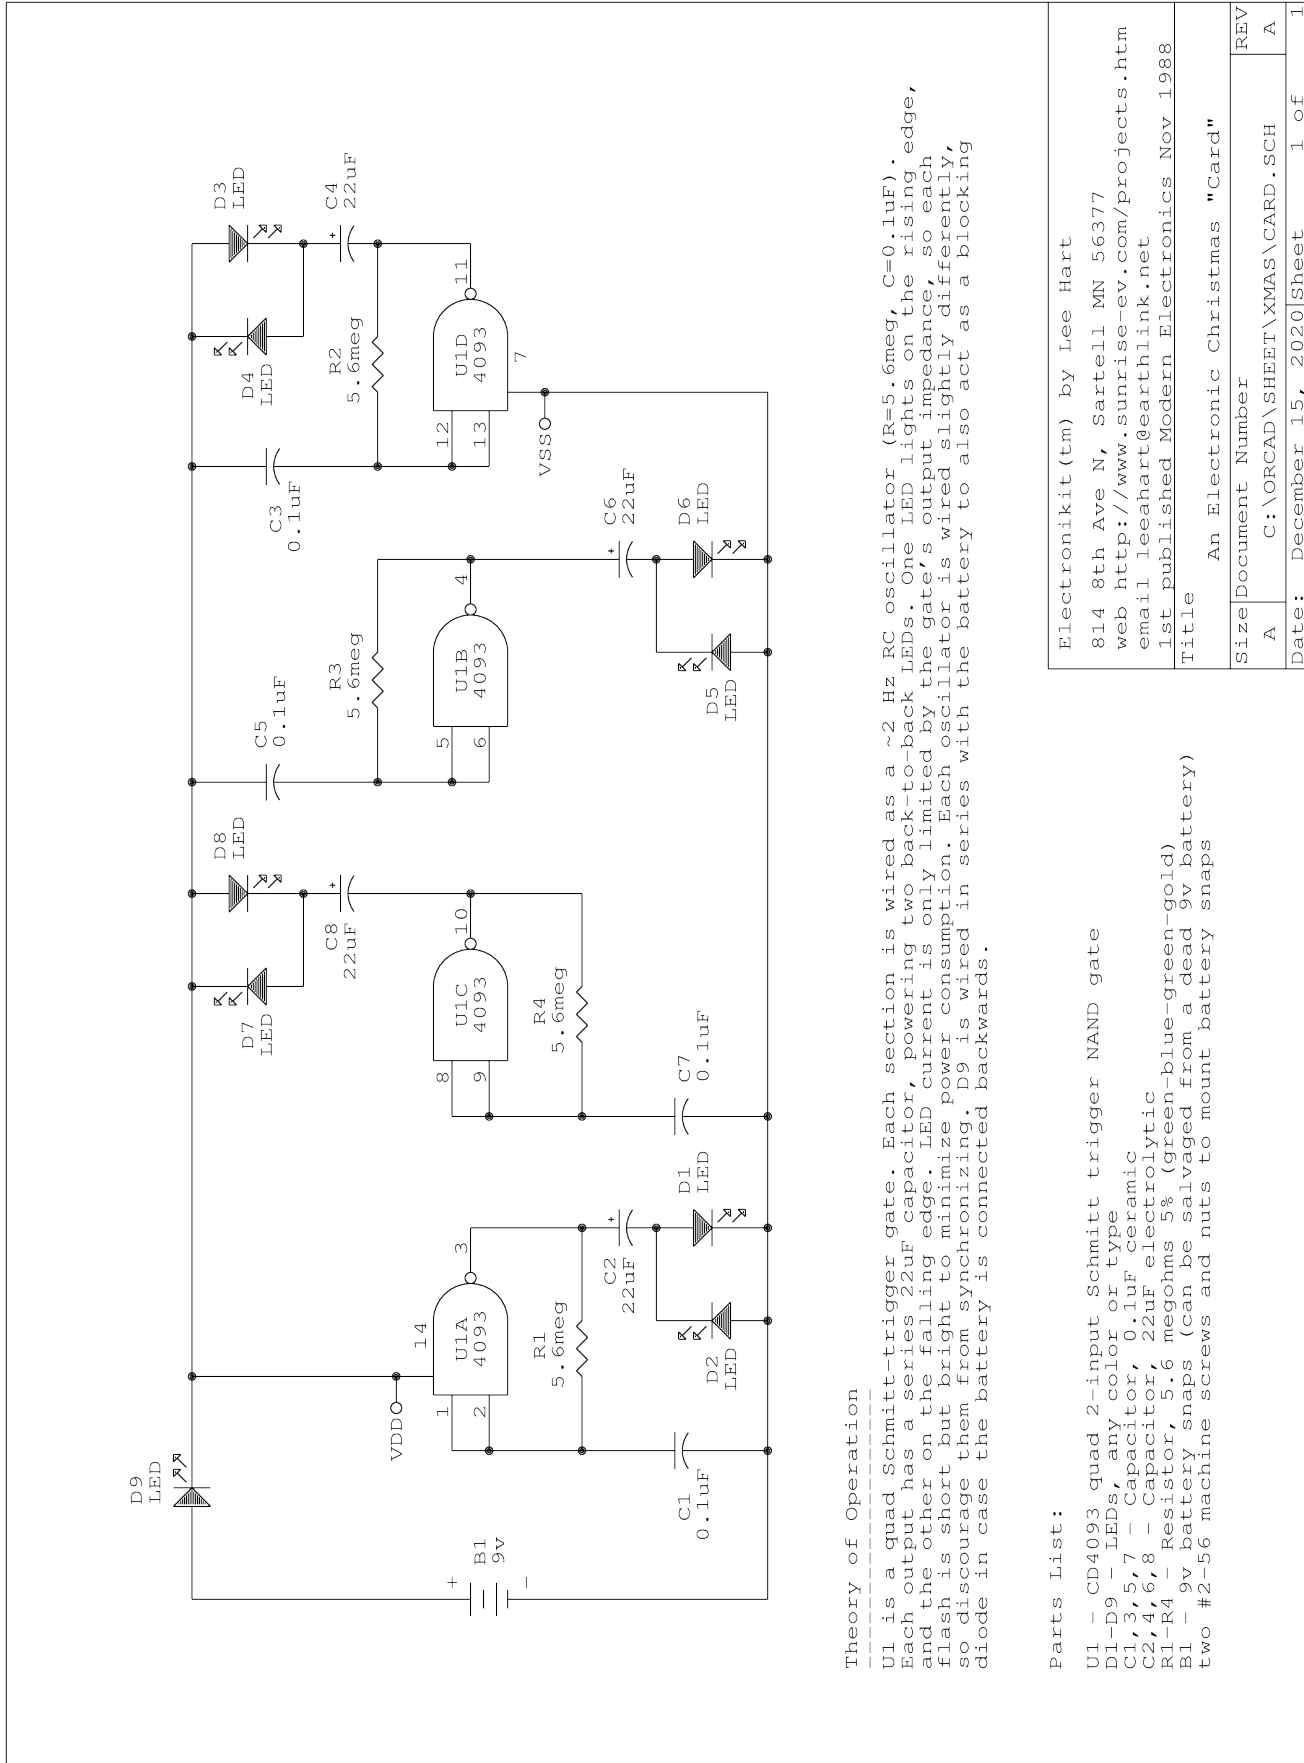 D9
LED
B1
9v
+
-
VDD
14
1
2
U1A
4093
3
R1
5.6meg
C1
0.1uF
C2
22uF
+
D2
LED
D1
LED
D7
LED
D8
LED
C8
22uF
+
8
9
U1C
4093
10
R4
5.6meg
C7
0.1uF
C5
0.1uF
R3
5.6meg
5
6
U1B
4093
4
C6
22uF
+
D5
LED
D6
LED
C3
0.1uF
D4
LED
D3
LED
C4
22uF
+
R2
5.6meg
12
13
U1D
4093
11
7
VSS
Theory of Operation
-------------------
U1 is a quad Schmitt-trigger gate. Each section is wired as a ~2 Hz RC oscillator (R=5.6meg, C=0.1uF).
Each output has a series 22uF capacitor, powering two back-to-back LEDs. One LED lights on the rising edge,
and the other on the falling edge. LED current is only limited by the gate's output impedance, so each
flash is short but bright to minimize power consumption. Each oscillator is wired slightly differently,
so discourage them from synchronizing. D9 is wired in series with the battery to also act as a blocking
diode in case the battery is connected backwards.
Parts List:
U1 - CD4093 quad 2-input Schmitt trigger NAND gate
D1-D9 - LEDs, any color or type
C1,3,5,7 - Capacitor, 0.1uF ceramic
C2,4,6,8 - Capacitor, 22uF electrolytic
R1-R4 - Resistor, 5.6 megohms 5% (green-blue-green-gold)
B1 - 9v battery snaps (can be salvaged from a dead 9v battery)
two #2-56 machine screws and nuts to mount battery snaps
Electronikit(tm) by Lee Hart
814 8th Ave N, Sartell MN 56377
web http://www.sunrise-ev.com/projects.htm
email leeahart@earthlink.net
1st published Modern Electronics Nov 1988
Title
An Electronic Christmas "Card"
Size Document Number REV
A C:\ORCAD\SHEET\XMAS\CARD.SCH A
Date: December 15, 2020 Sheet 1 of 1